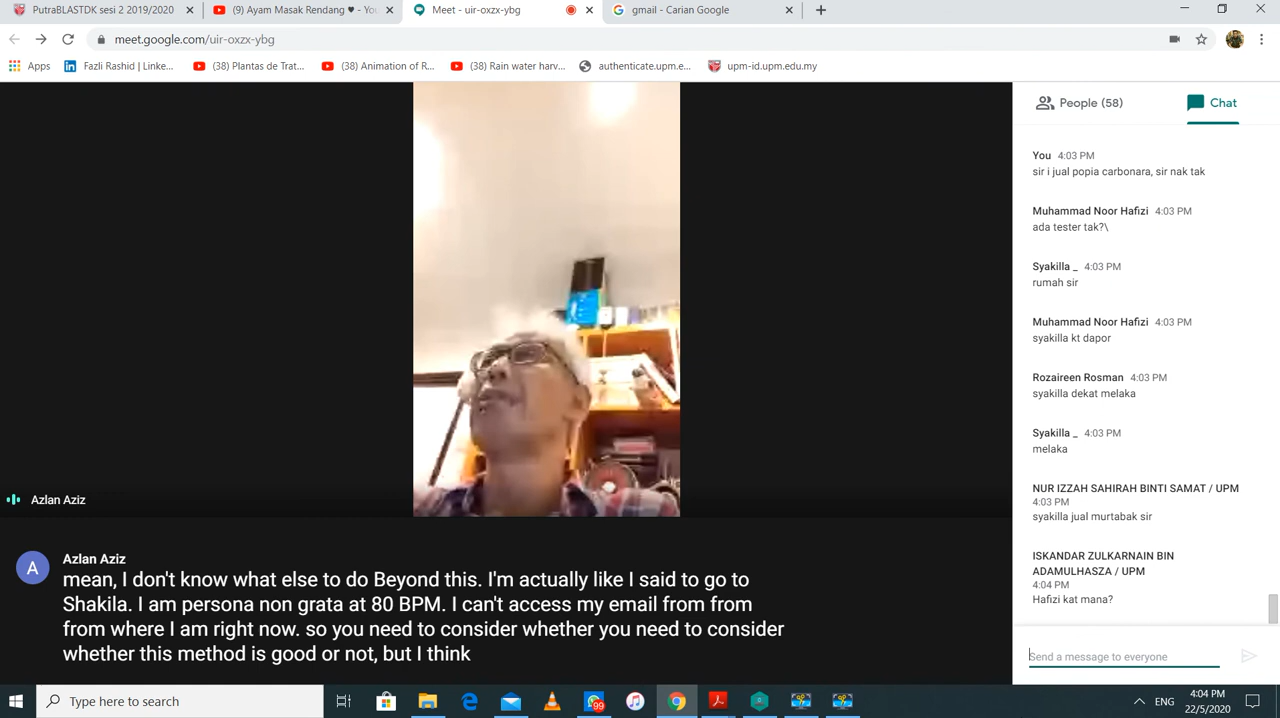 PutraBLASTDK sesi 2 2019/2020
(9) Ayam Masak Rendang ♥ - You
Meet - uir-oxzx-ybg
gmail - Carian Google
meet.google.com/uir-oxzx-ybg
Apps
Fazli Rashid | Linke...
(38) Plantas de Trat...
(38) Animation of R...
(38) Rain water harv...
authenticate.upm.e...
upm-id.upm.edu.my
People (58)
Chat
You 4:03 PM
sir i jual popia carbonara, sir nak tak
Muhammad Noor Hafizi 4:03 PM
ada tester tak?\
Syakilla _ 4:03 PM
rumah sir
Muhammad Noor Hafizi 4:03 PM
syakilla kt dapor
Rozaireen Rosman 4:03 PM
syakilla dekat melaka
Syakilla _ 4:03 PM
melaka
NUR IZZAH SAHIRAH BINTI SAMAT / UPM
4:03 PM
syakilla jual murtabak sir
ISKANDAR ZULKARNAIN BIN
ADAMULHASZA / UPM
4:04 PM
Hafizi kat mana?
Send a message to everyone
Azlan Aziz
A
Azlan Aziz
mean, I don't know what else to do Beyond this. I'm actually like I said to go to
Shakila. I am persona non grata at 80 BPM. I can't access my email from from
from where I am right now. so you need to consider whether you need to consider
whether this method is good or not, but I think
Type here to search
99
ENG
4:04 PM
22/5/2020